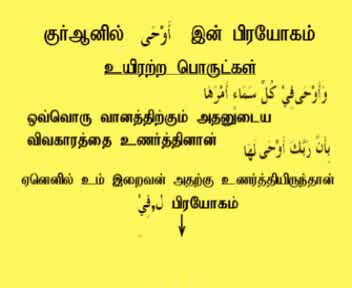 குர்ஆனில் أَوْحَى இன் பிரயோகம்
உயிரற்ற பொருட்கள்
وَأَوْحَى فِيْ كُلِّ سَمَاءٍ أَمْرَهَا
ஒவ்வொரு வானத்திற்கும் அதனுடைய
விவகாரத்தை உணர்த்தினான்
بِأَنَّ رَبَّكَ أَوْحَى لَهَا
ஏனெனில் உம் இறைவன் அதற்கு உணர்த்தியிருந்தான்
ل, فِيْ பிரயோகம்